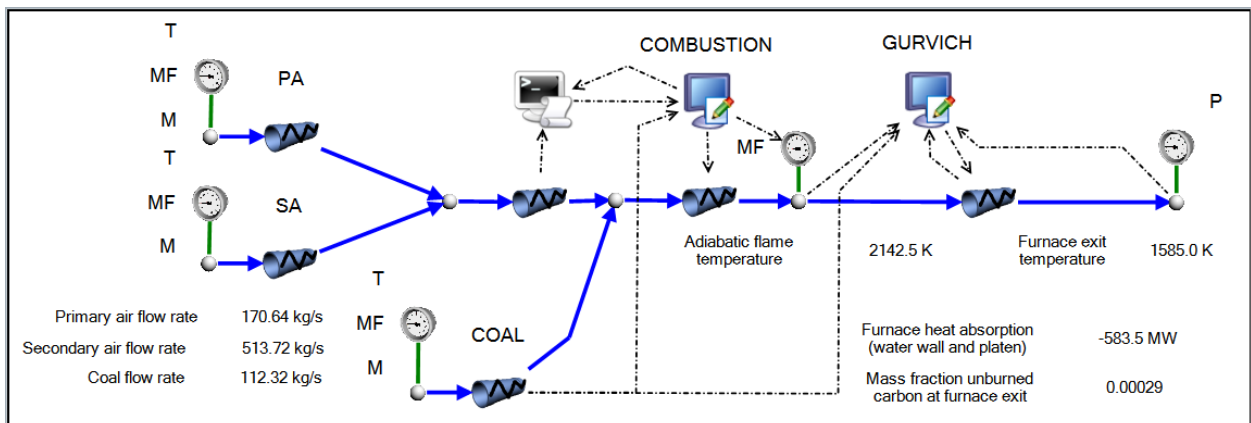 T
MF
PA
M
T
MF
SA
M
COMBUSTION
GURVICH
>_
MF
P
Adiabatic flame
temperature
2142.5 K
Furnace exit
temperature
1585.0 K
T
MF
COAL
M
Primary air flow rate 170.64 kg/s
Secondary air flow rate 513.72 kg/s
Coal flow rate 112.32 kg/s
Furnace heat absorption
(water wall and platen)
-583.5 MW
Mass fraction unburned
carbon at furnace exit
0.00029